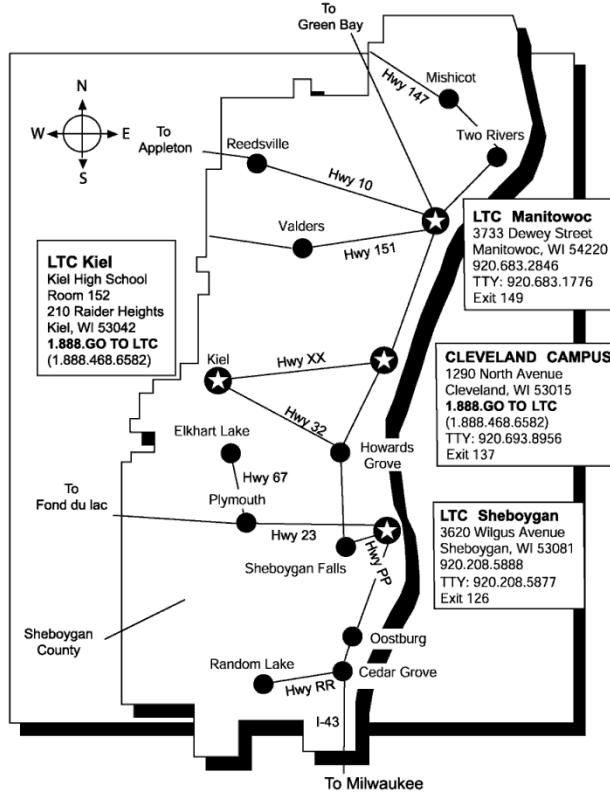 To
Green Bay
Mishicot
Hwy 147
N
W
E
S
To
Appleton
Reedsville
Two Rivers
Hwy 10
Valders
Hwy 151
LTC Manitowoc
3733 Dewey Street
Manitowoc, WI 54220
920.683.2846
TTY: 920.683.1776
Exit 149
LTC Kiel
Kiel High School
Room 152
210 Raider Heights
Kiel, WI 53042
1.888.GO TO LTC
(1.888.468.6582)
Kiel
Hwy XX
CLEVELAND CAMPUS
1290 North Avenue
Cleveland, WI 53015
1.888.GO TO LTC
(1.888.468.6582)
TTY: 920.693.8956
Exit 137
Hwy 32
Elkhart Lake
Howards
Grove
Hwy 67
To
Fond du lac
Plymouth
Hwy 23
Sheboygan Falls
Hwy PP
LTC Sheboygan
3620 Wilgus Avenue
Sheboygan, WI 53081
920.208.5888
TTY: 920.208.5877
Exit 126
Sheboygan
County
Oostburg
Random Lake
Cedar Grove
Hwy RR
I-43
To Milwaukee